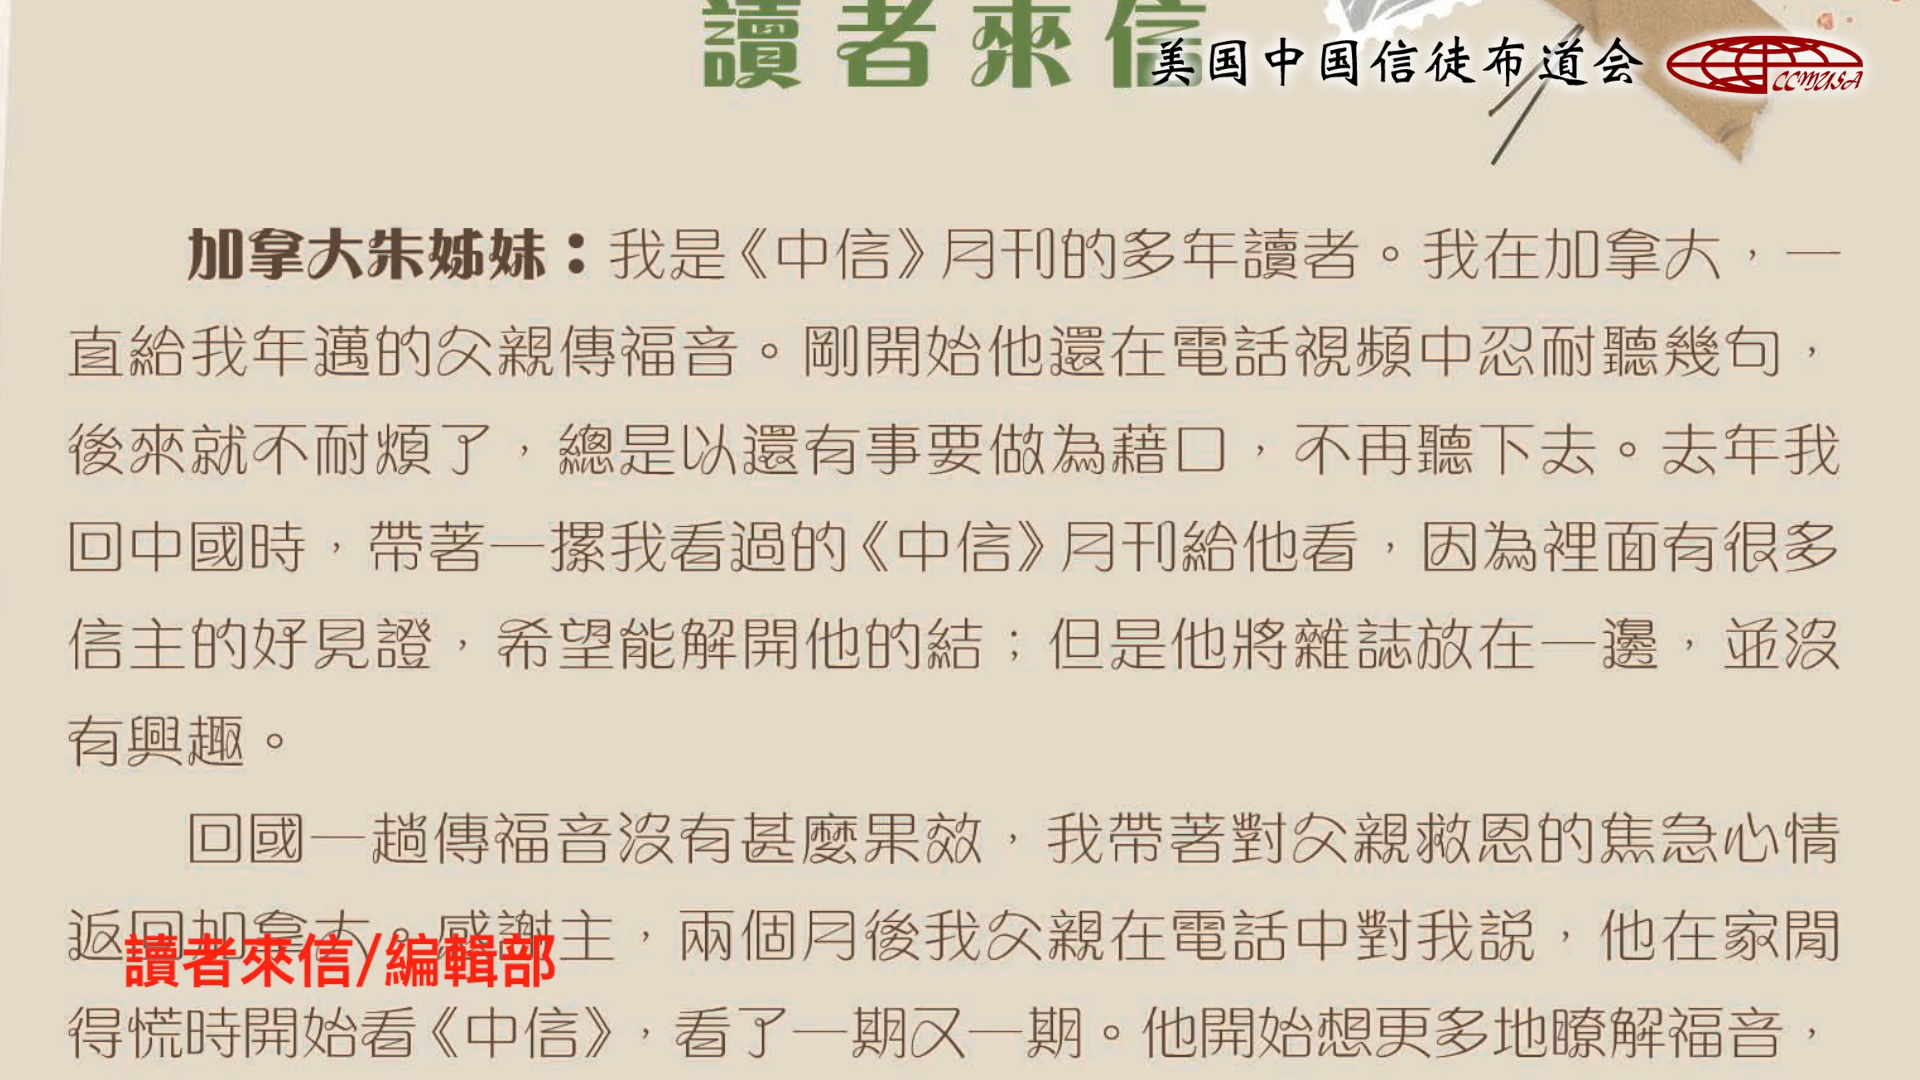 讀者來信
美国中国信徒布道会
CCMUSA
加拿大朱姊妹：我是《中信》月刊的多年讀者。我在加拿大，一
直給我年邁的父親傳福音。剛開始他還在電話視頻中忍耐聽幾句，
後來就不耐煩了，總是以還有事要做為藉口，不再聽下去。去年我
回中國時，帶著一摞我看過的《中信》月刊給他看，因為裡面有很多
信主的好見證，希望能解開他的結；但是他將雜誌放在一邊，並沒
有興趣。
回國一趟傳福音沒有甚麼果效，我帶著對父親救恩的焦急心情
返回加拿大。感謝主，兩個月後我父親在電話中對我説，他在家閒
讀者來信/編輯部
得慌時開始看《中信》，看了一期又一期。他開始想更多地瞭解福音，